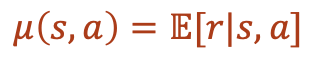 μ(s, a) = 𝔼[r|s, a]